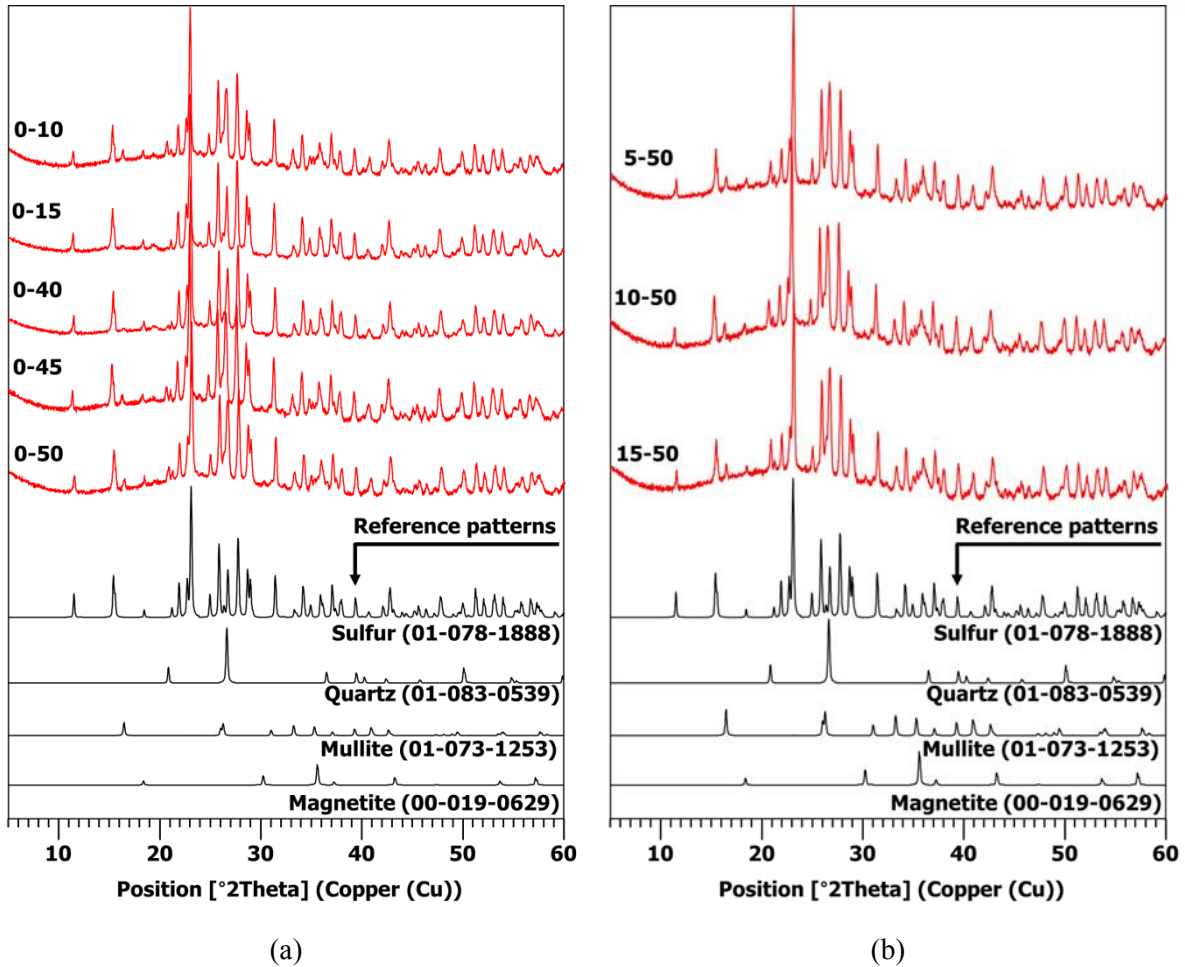 0-10
0-15
0-40
0-45
0-50
Reference patterns
Sulfur (01-078-1888)
Quartz (01-083-0539)
Mullite (01-073-1253)
Magnetite (00-019-0629)
10 20 30 40 50 60
Position [°2Theta] (Copper (Cu))
(a)
5-50
10-50
15-50
Reference patterns
Sulfur (01-078-1888)
Quartz (01-083-0539)
Mullite (01-073-1253)
Magnetite (00-019-0629)
10 20 30 40 50 60
Position [°2Theta] (Copper (Cu))
(b)